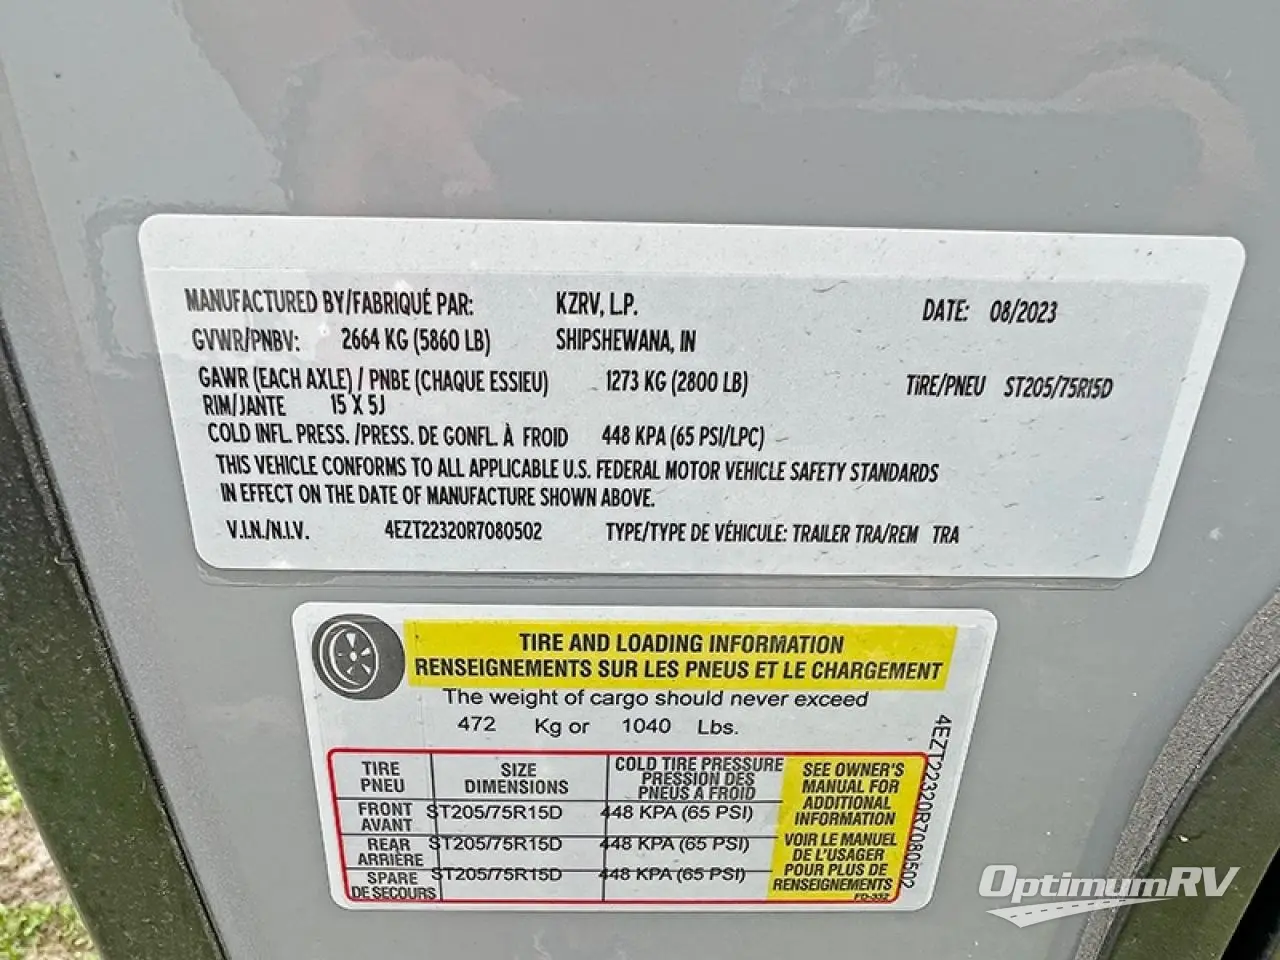 MANUFACTURED BY/FABRIQUÉ PAR: KZRV, L.P. DATE: 08/2023
GVWR/PNBV: 2664 KG (5860 LB) SHIPSHEWANA, IN
GAWR (EACH AXLE) / PNBE (CHAQUE ESSIEU) 1273 KG (2800 LB) TIRE/PNEU ST205/75R15D
RIM/JANTE 15 X 5J
COLD INFL. PRESS. /PRESS. DE GONFL. À FROID 448 KPA (65 PSI/LPC)
THIS VEHICLE CONFORMS TO ALL APPLICABLE U.S. FEDERAL MOTOR VEHICLE SAFETY STANDARDS
IN EFFECT ON THE DATE OF MANUFACTURE SHOWN ABOVE.
V.I.N./N.I.V. 4EZT22320R7080502 TYPE/TYPE DE VÉHICULE: TRAILER TRA/REM TRA
TIRE AND LOADING INFORMATION
RENSEIGNEMENTS SUR LES PNEUS ET LE CHARGEMENT
The weight of cargo should never exceed
472 Kg or 1040 Lbs.
TIRE
PNEU
SIZE
DIMENSIONS
COLD TIRE PRESSURE
PRESSION DES
PNEUS À FROID
FRONT
AVANT
ST205/75R15D
448 KPA (65 PSI)
REAR
ARRIÈRE
ST205/75R15D
448 KPA (65 PSI)
SPARE
DE SECOURS
ST205/75R15D
448 KPA (65 PSI)
SEE OWNER'S
MANUAL FOR
ADDITIONAL
INFORMATION
VOIR LE MANUEL
DE L'USAGER
POUR PLUS DE
RENSEIGNEMENTS
FD-332
4EZT22320R7080502
OptimumRV